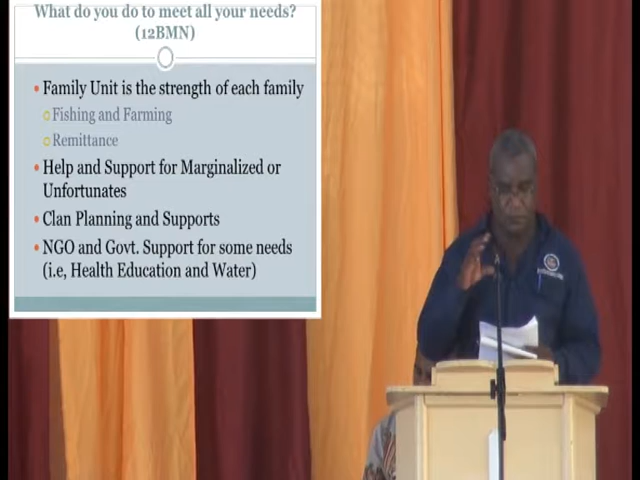 What do you do to meet all your needs?
(12BMN)
Family Unit is the strength of each family
Fishing and Farming
Remittance
Help and Support for Marginalized or
Unfortunates
Clan Planning and Supports
NGO and Govt. Support for some needs
(i.e, Health Education and Water)